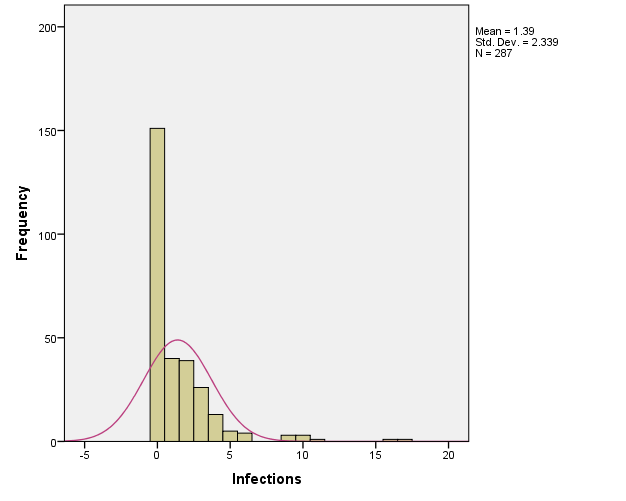 Mean = 1.39
Std. Dev. = 2.339
N = 287
200
150
100
50
0
Frequency
-5 0 5 10 15 20
Infections